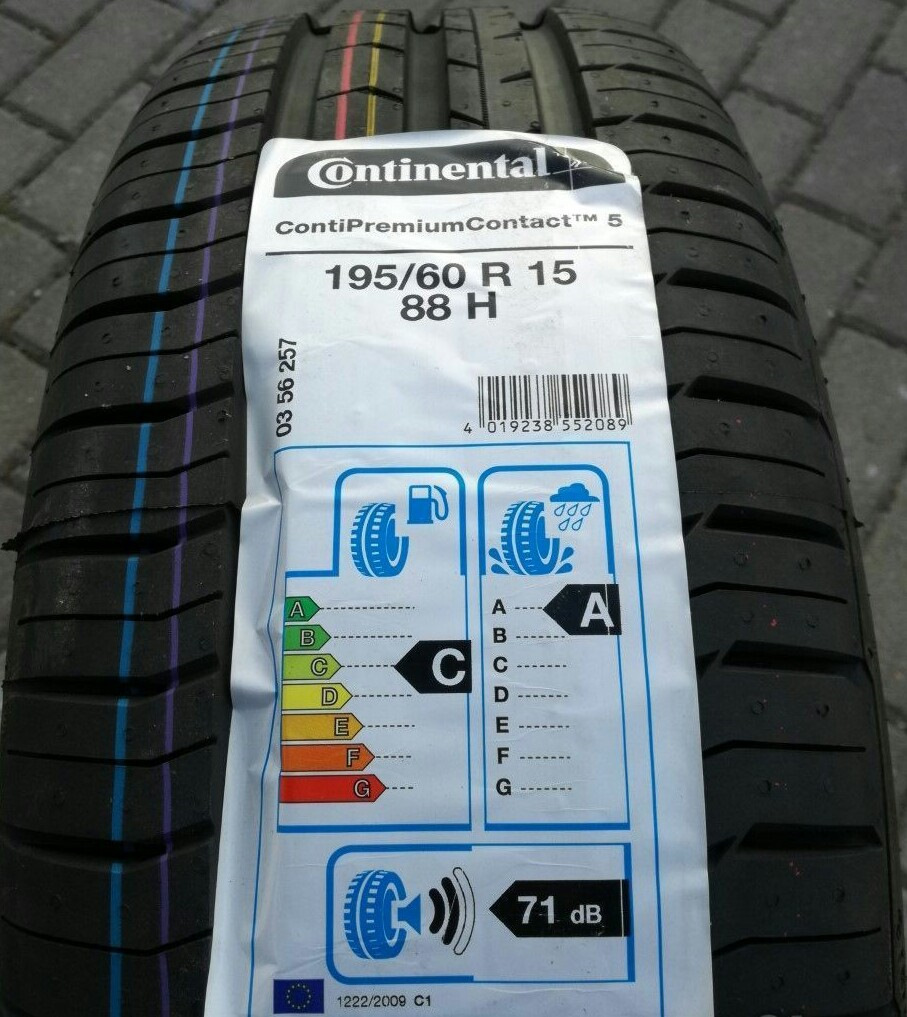 Continental
ContiPremiumContact™ 5
195/60 R 15
88 H
03 56 257
4 019238 552089
A
B
C
D
E
F
G
C
A
B
C
D
E
F
G
A
71 dB
1222/2009 C1